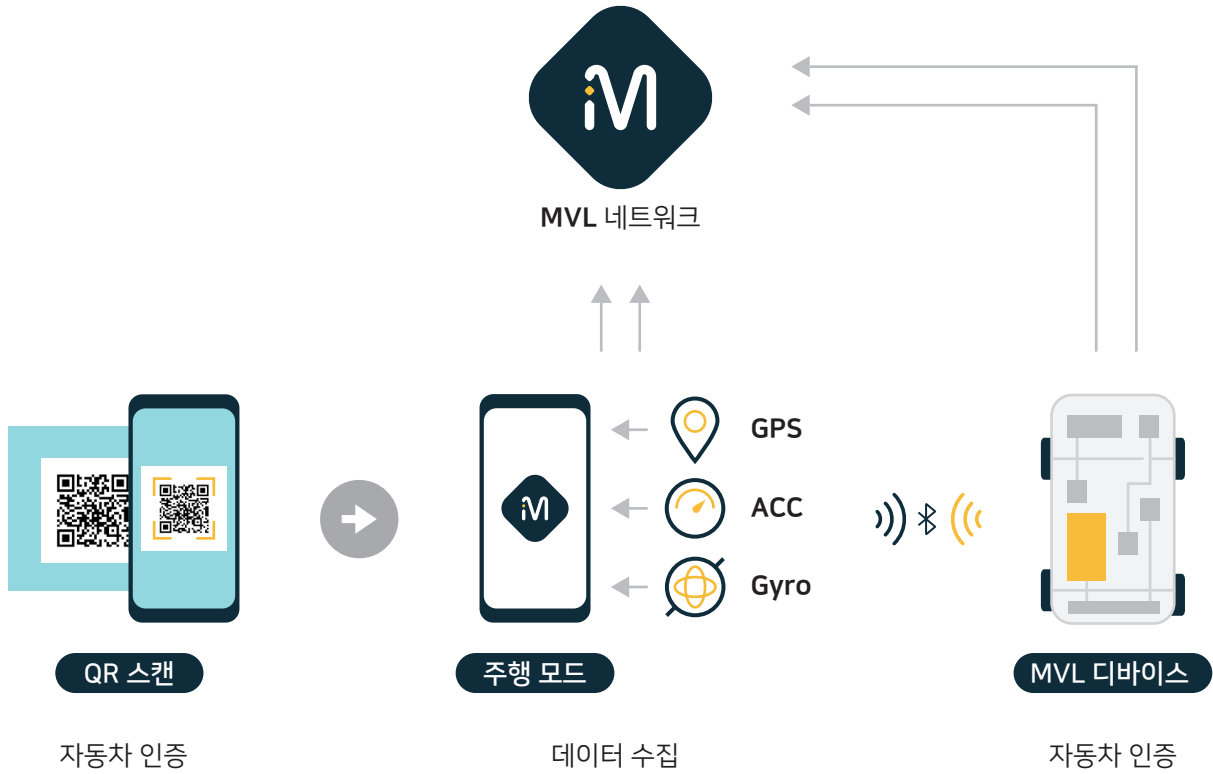 MVL 네트워크
GPS
ACC
Gyro
QR 스캔
주행 모드
MVL 디바이스
자동차 인증
데이터 수집
자동차 인증